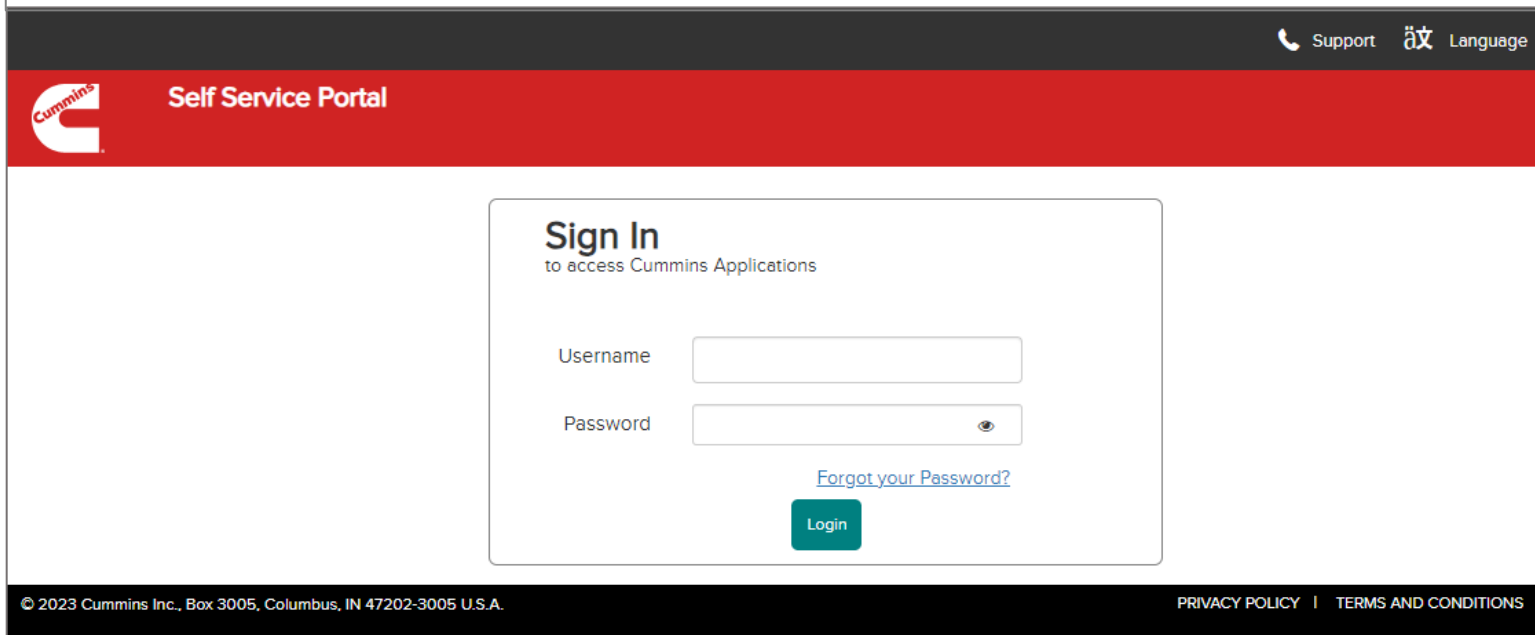 Support äx Language
Cummins
Self Service Portal
Sign In
to access Cummins Applications
Username
Password
Forgot your Password?
Login
© 2023 Cummins Inc., Box 3005, Columbus, IN 47202-3005 U.S.A. PRIVACY POLICY | TERMS AND CONDITIONS